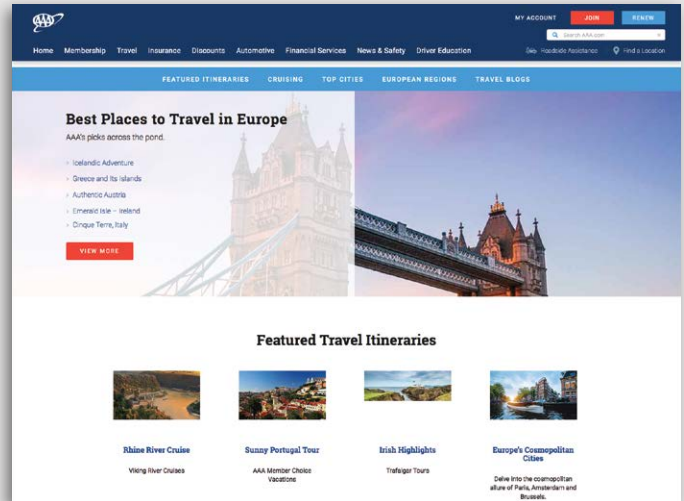 AAA
MY ACCOUNT JOIN RENEW
Search AAA.com
Home Membership Travel Insurance Discounts Automotive Financial Services News & Safety Driver Education Roadside Assistance Find a Location
FEATURED ITINERARIES CRUISING TOP CITIES EUROPEAN REGIONS TRAVEL BLOGS
Best Places to Travel in Europe
AAA's picks across the pond.
Icelandic Adventure
Greece and its Islands
Authentic Austria
Emerald Isle – Ireland
Cinque Terre, Italy
VIEW MORE
Featured Travel Itineraries
Rhine River Cruise
Viking River Cruises
Sunny Portugal Tour
AAA Member Choice
Vacations
Irish Highlights
Trafalgar Tours
Europe's Cosmopolitan
Cities
Delve into the cosmopolitan
allure of Paris, Amsterdam and
Brussels.